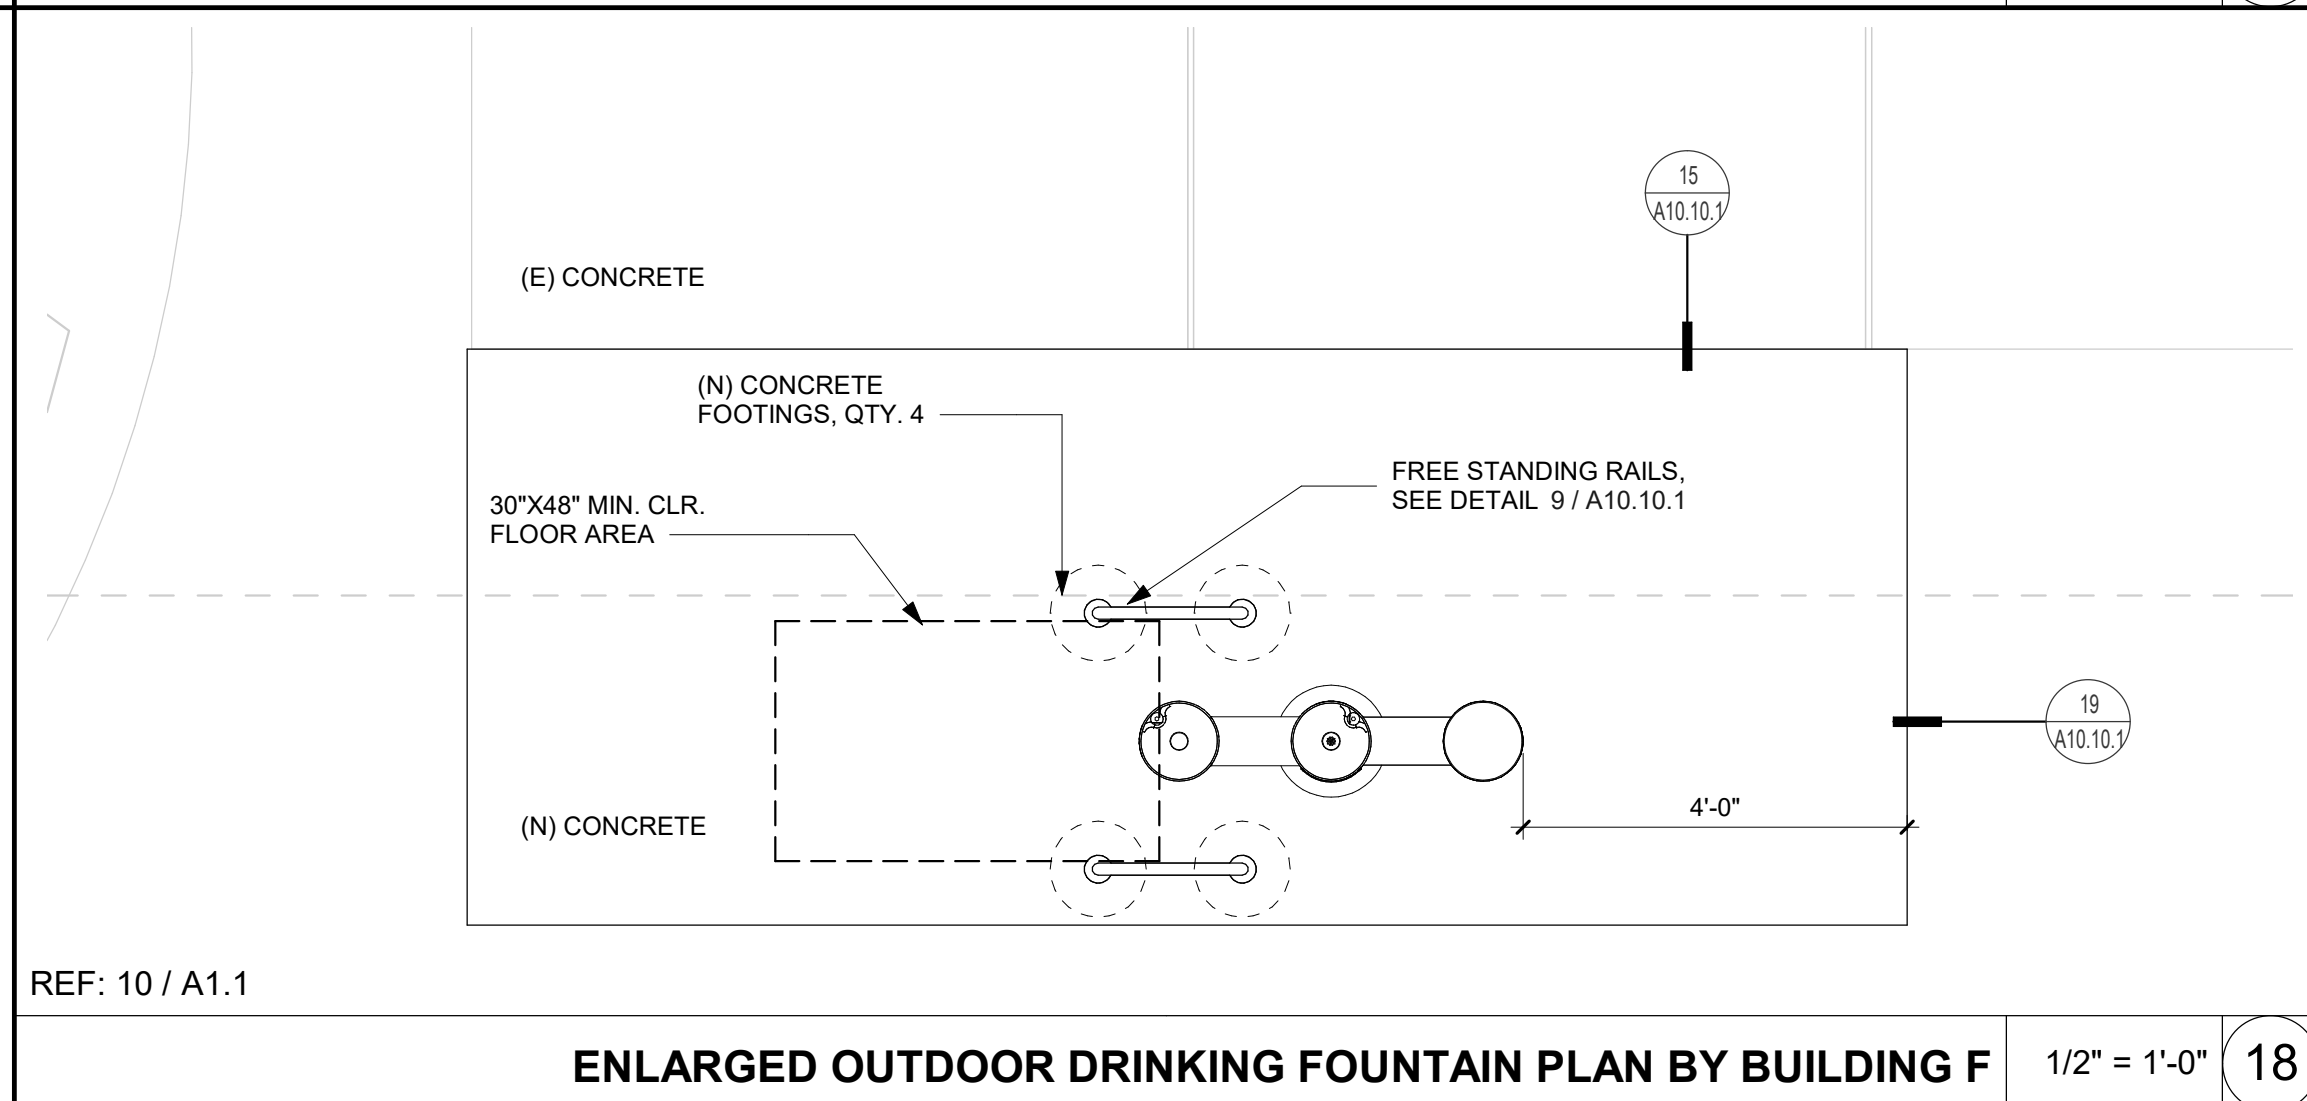 15
A10.10.1
(E) CONCRETE
(N) CONCRETE
FOOTINGS, QTY. 4
FREE STANDING RAILS,
SEE DETAIL 9 / A10.10.1
30"X48" MIN. CLR.
FLOOR AREA
19
A10.10.1
4'-0"
(N) CONCRETE
REF: 10 / A1.1
ENLARGED OUTDOOR DRINKING FOUNTAIN PLAN BY BUILDING F
1/2" = 1'-0"
18